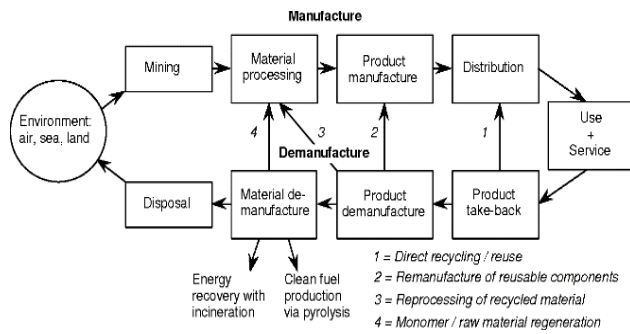 Manufacture
Mining
Material
processing
Product
manufacture
Distribution
Environment:
air, sea, land
Use
+
Service
4
3
2
1
Demanufacture
Disposal
Material de-
manufacture
Product
demanufacture
Product
take-back
Energy
recovery with
incineration
Clean fuel
production
via pyrolysis
1 = Direct recycling / reuse
2 = Remanufacture of reusable components
3 = Reprocessing of recycled material
4 = Monomer / raw material regeneration